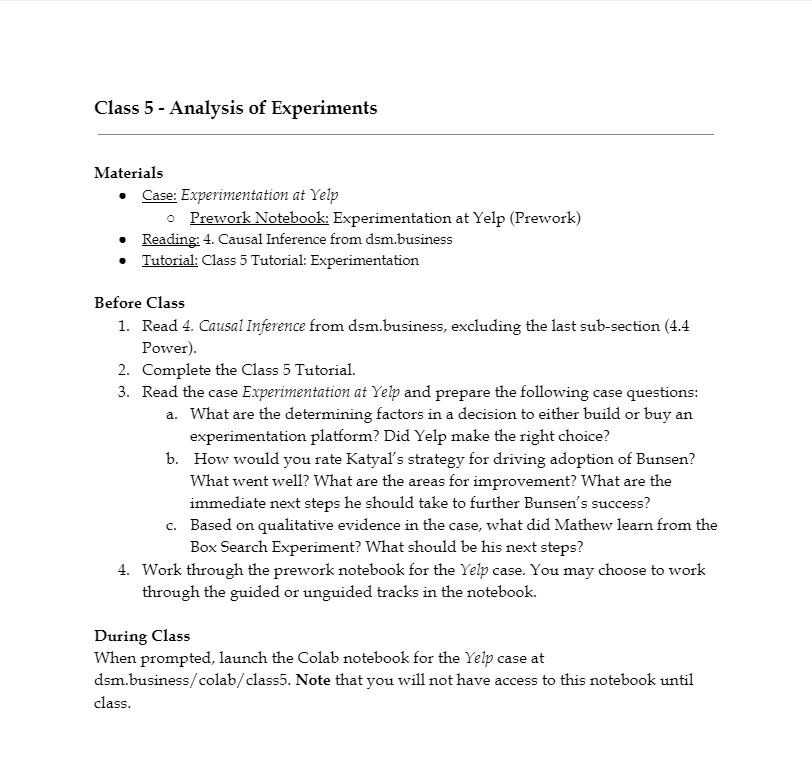 Class 5 - Analysis of Experiments
Materials
● Case: Experimentation at Yelp
○ Prework Notebook: Experimentation at Yelp (Prework)
● Reading: 4. Causal Inference from dsm.business
● Tutorial: Class 5 Tutorial: Experimentation
Before Class
1. Read 4. Causal Inference from dsm.business, excluding the last sub-section (4.4
Power).
2. Complete the Class 5 Tutorial.
3. Read the case Experimentation at Yelp and prepare the following case questions:
a. What are the determining factors in a decision to either build or buy an
experimentation platform? Did Yelp make the right choice?
b. How would you rate Katyal's strategy for driving adoption of Bunsen?
What went well? What are the areas for improvement? What are the
immediate next steps he should take to further Bunsen's success?
c. Based on qualitative evidence in the case, what did Mathew learn from the
Box Search Experiment? What should be his next steps?
4. Work through the prework notebook for the Yelp case. You may choose to work
through the guided or unguided tracks in the notebook.
During Class
When prompted, launch the Colab notebook for the Yelp case at
dsm.business/colab/class5. Note that you will not have access to this notebook until
class.